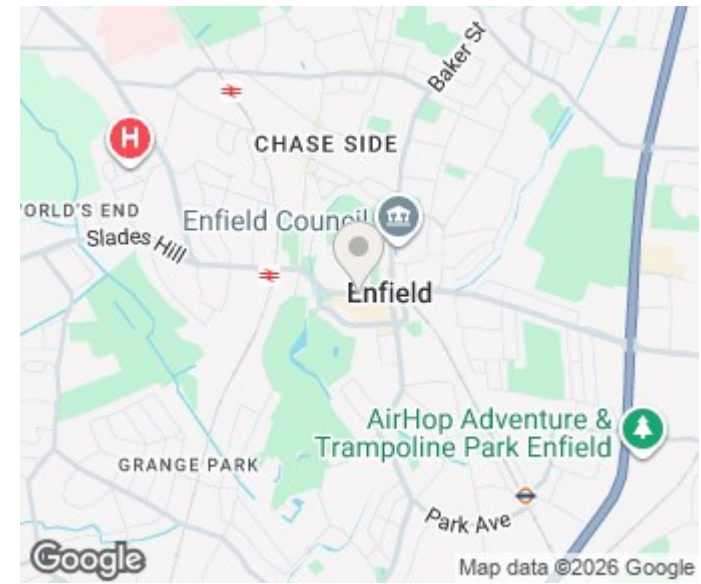 Baker St
CHASE SIDE
H
ORLD'S END
Slades Hill
Enfield Council
Enfield
AirHop Adventure &
Trampoline Park Enfield
GRANGE PARK
Park Ave
Google
Map data ©2026 Google